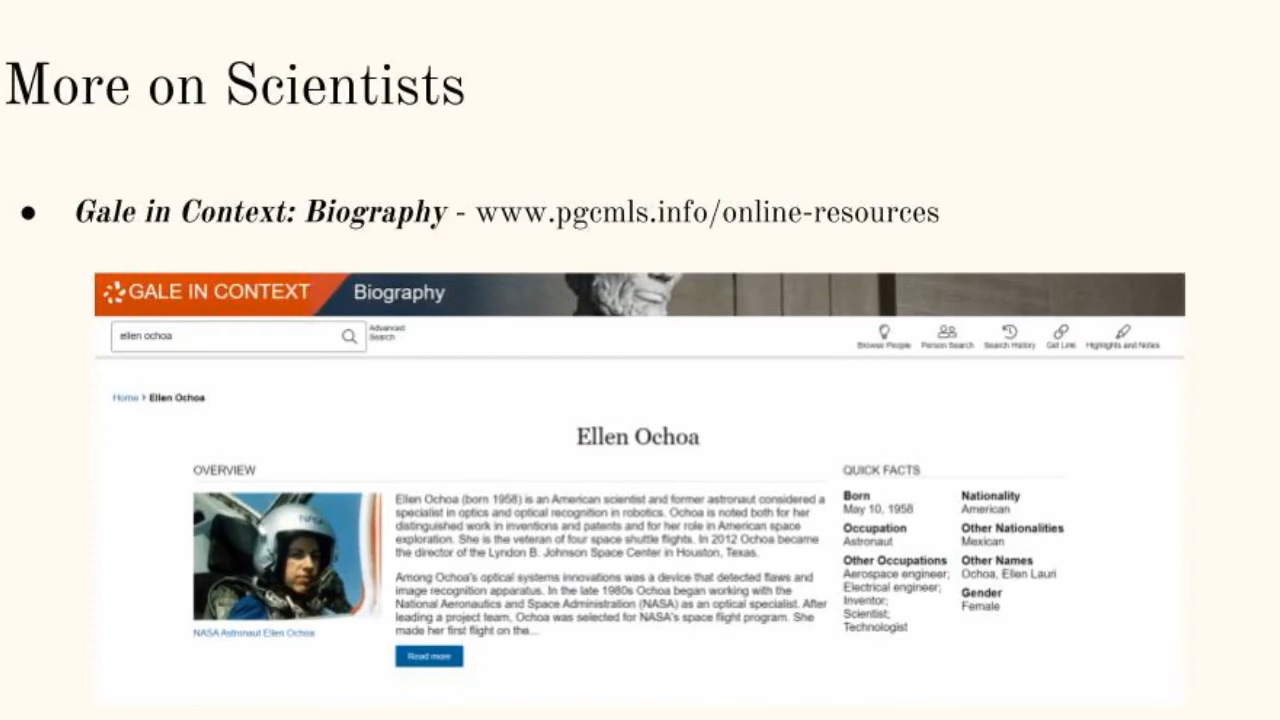 More on Scientists
● Gale in Context: Biography - www.pgcmls.info/online-resources
GALE IN CONTEXT Biography
ellen ochoa
Advanced
Search
Browse People Person Search Search History Get Link Highlights and Notes
Home > Ellen Ochoa
Ellen Ochoa
OVERVIEW
NASA
NASA Astronaut Ellen Ochoa
Ellen Ochoa (born 1958) is an American scientist and former astronaut considered a
specialist in optics and optical recognition in robotics. Ochoa is noted both for her
distinguished work in inventions and patents and for her role in American space
exploration. She is the veteran of four space shuttle flights. In 2012 Ochoa became
the director of the Lyndon B. Johnson Space Center in Houston, Texas.
Among Ochoa's optical systems innovations was a device that detected flaws and
image recognition apparatus. In the late 1980s Ochoa began working with the
National Aeronautics and Space Administration (NASA) as an optical specialist. After
leading a project team, Ochoa was selected for NASA's space flight program. She
made her first flight on the...
Read more
QUICK FACTS
Born
May 10, 1958
Occupation
Astronaut
Other Occupations
Aerospace engineer;
Electrical engineer;
Inventor;
Scientist;
Technologist
Nationality
American
Other Nationalities
Mexican
Other Names
Ochoa, Ellen Lauri
Gender
Female